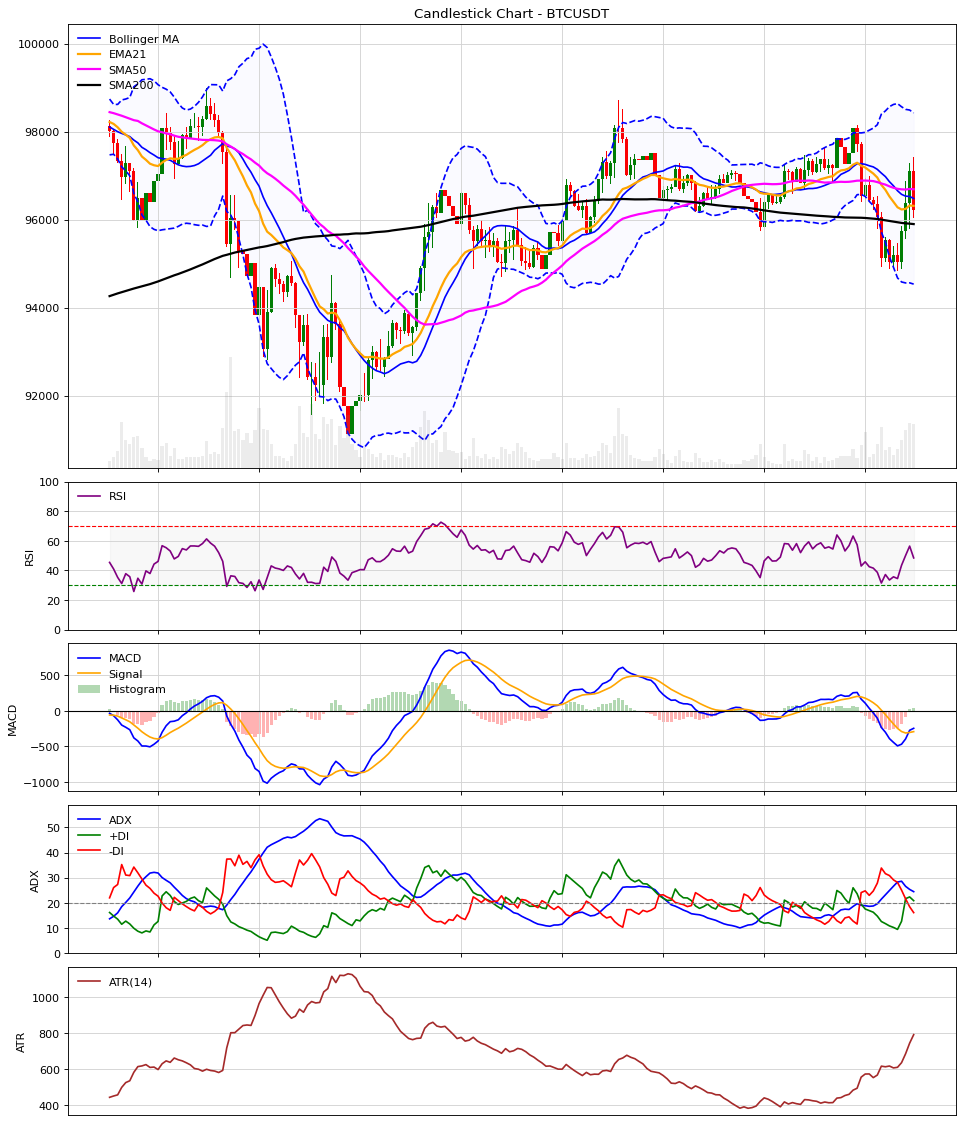 Candlestick Chart - BTCUSDT
Bollinger MA
EMA21
SMA50
SMA200
100000
98000
96000
94000
92000
RSI
RSI
100
80
60
40
20
0
MACD
MACD
Signal
Histogram
500
0
−500
−1000
ADX
ADX
+DI
-DI
50
40
30
20
10
0
ATR
ATR(14)
1000
800
600
400